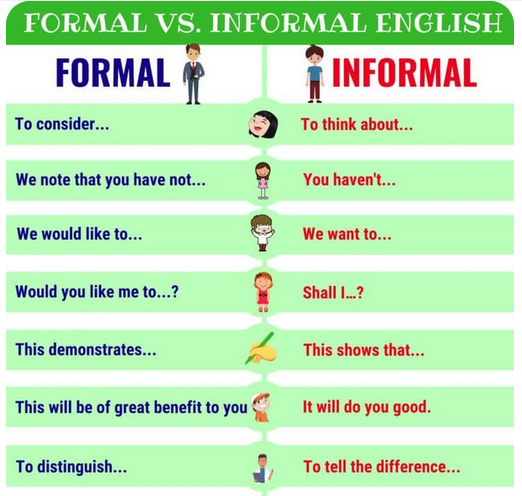 FORMAL VS. INFORMAL ENGLISH
FORMAL INFORMAL
To consider... To think about...
We note that you have not... You haven't...
We would like to... We want to...
Would you like me to...? Shall I...?
This demonstrates... This shows that...
This will be of great benefit to you It will do you good.
To distinguish... To tell the difference...